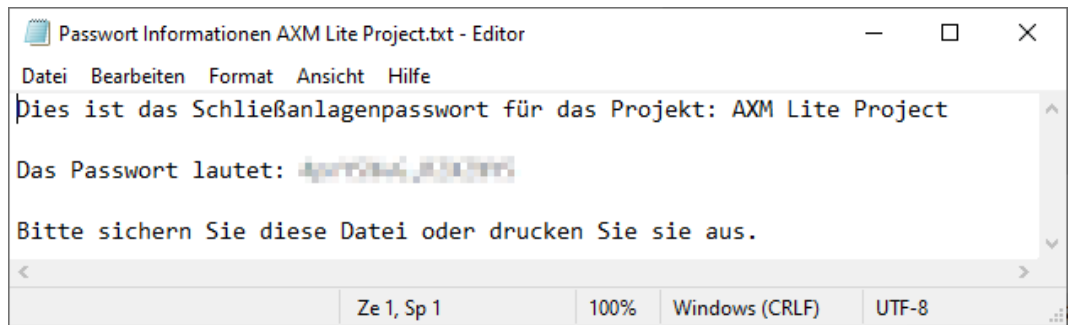 Passwort Informationen AXM Lite Project.txt - Editor
Datei Bearbeiten Format Ansicht Hilfe
Dies ist das Schließanlagenpasswort für das Projekt: AXM Lite Project
Das Passwort lautet:
Bitte sichern Sie diese Datei oder drucken Sie sie aus.
Ze 1, Sp 1 100% Windows (CRLF) UTF-8